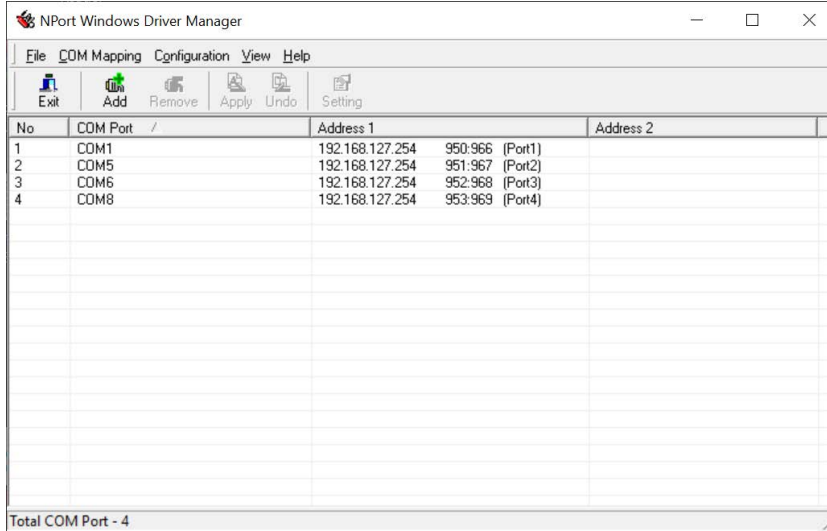 NPort Windows Driver Manager
File COM Mapping Configuration View Help
Exit Add Remove Apply Undo Setting
No COM Port / Address 1 Address 2
1 COM1 192.168.127.254 950:966 (Port1)
2 COM5 192.168.127.254 951:967 (Port2)
3 COM6 192.168.127.254 952:968 (Port3)
4 COM8 192.168.127.254 953:969 (Port4)
Total COM Port - 4